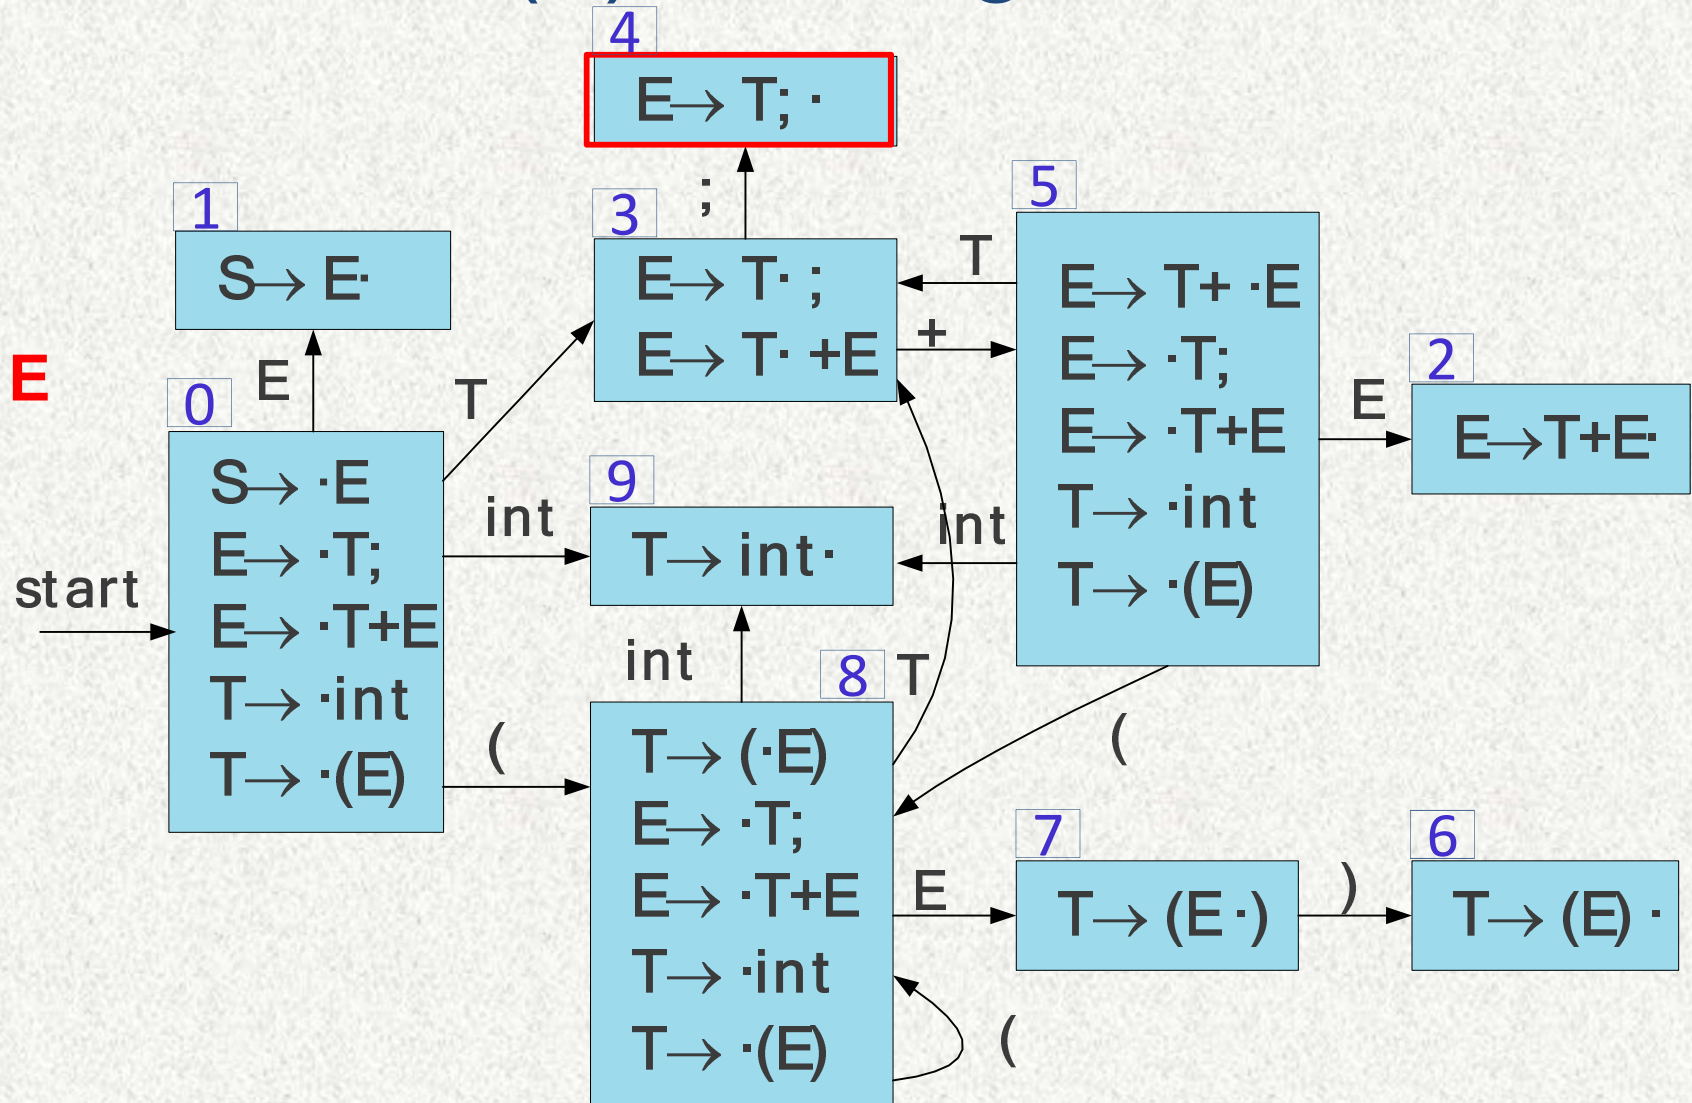 4
E→ T; ·
;
1
S→ E·
E
3
E→ T· ;
E→ T· +E
T
+
5
E→ T+ ·E
E→ ·T;
E→ ·T+E
T→ ·int
T→ ·(E)
E
2
E→T+E·
E
T
0
S→ ·E
E→ ·T;
E→ ·T+E
T→ ·int
T→ ·(E)
start
int
9
T→ int·
int
int
(
8
T
T→ (·E)
E→ ·T;
E→ ·T+E
T→ ·int
T→ ·(E)
(
E
7
T→ (E·)
)
6
T→ (E) ·
(